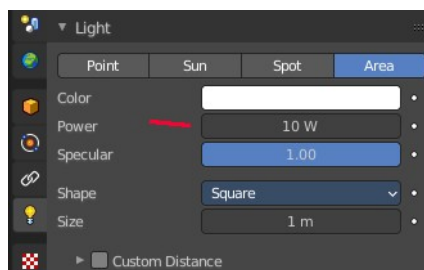 Light
Point Sun Spot Area
Color
Power 10 W
Specular 1.00
Shape Square
Size 1 m
Custom Distance